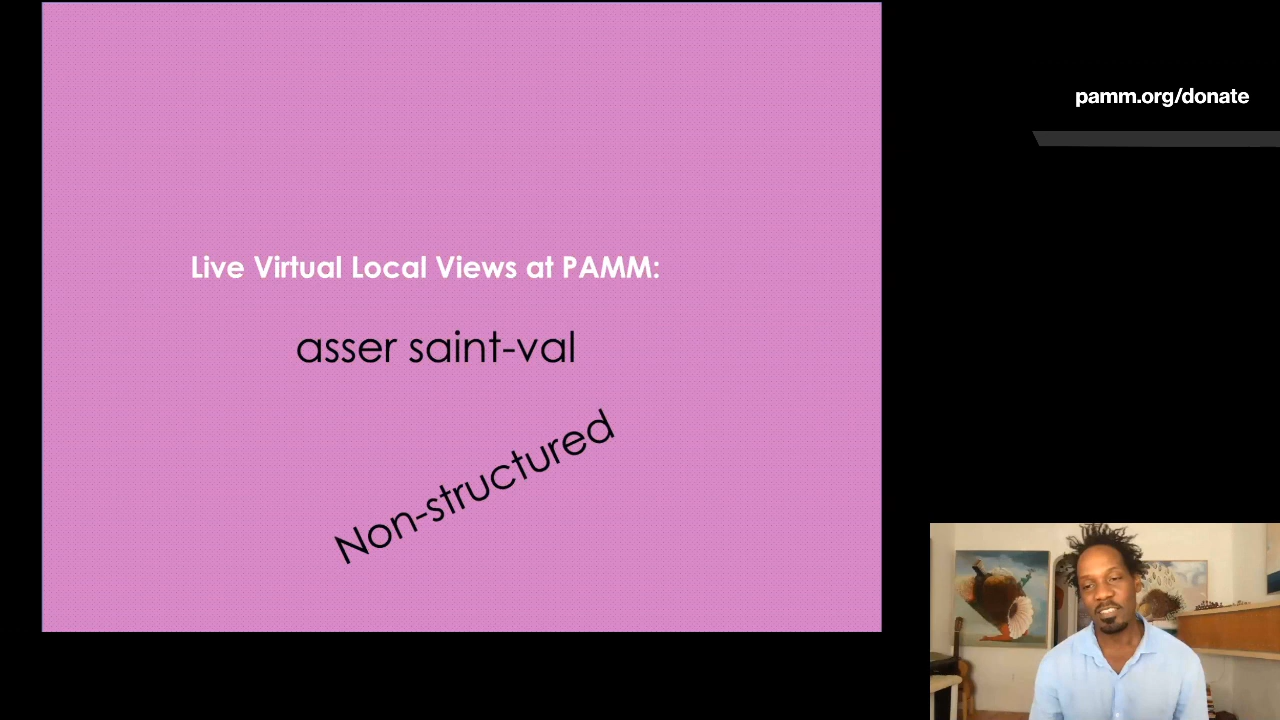 pamm.org/donate
Live Virtual Local Views at PAMM:
asser saint-val
Non-structured